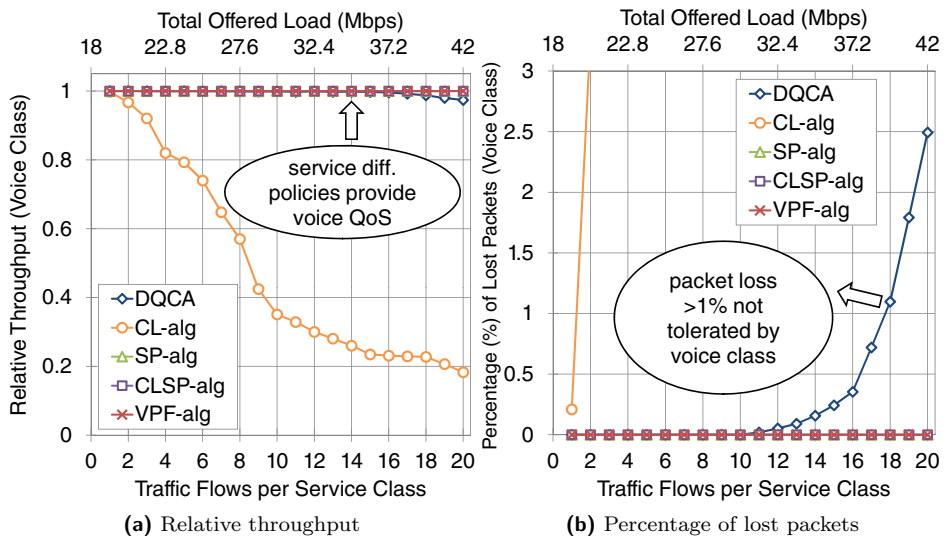 Total Offered Load (Mbps)
18 22.8 27.6 32.4 37.2 42
Relative Throughput (Voice Class)
1
0.8
0.6
0.4
0.2
0
service diff.
policies provide
voice QoS
DQCA
CL-alg
SP-alg
CLSP-alg
VPF-alg
0 2 4 6 8 10 12 14 16 18 20
Traffic Flows per Service Class
(a) Relative throughput
Total Offered Load (Mbps)
18 22.8 27.6 32.4 37.2 42
Percentage (%) of Lost Packets (Voice Class)
3
2.5
2
1.5
1
0.5
0
DQCA
CL-alg
SP-alg
CLSP-alg
VPF-alg
packet loss
>1% not
tolerated by
voice class
0 2 4 6 8 10 12 14 16 18 20
Traffic Flows per Service Class
(b) Percentage of lost packets